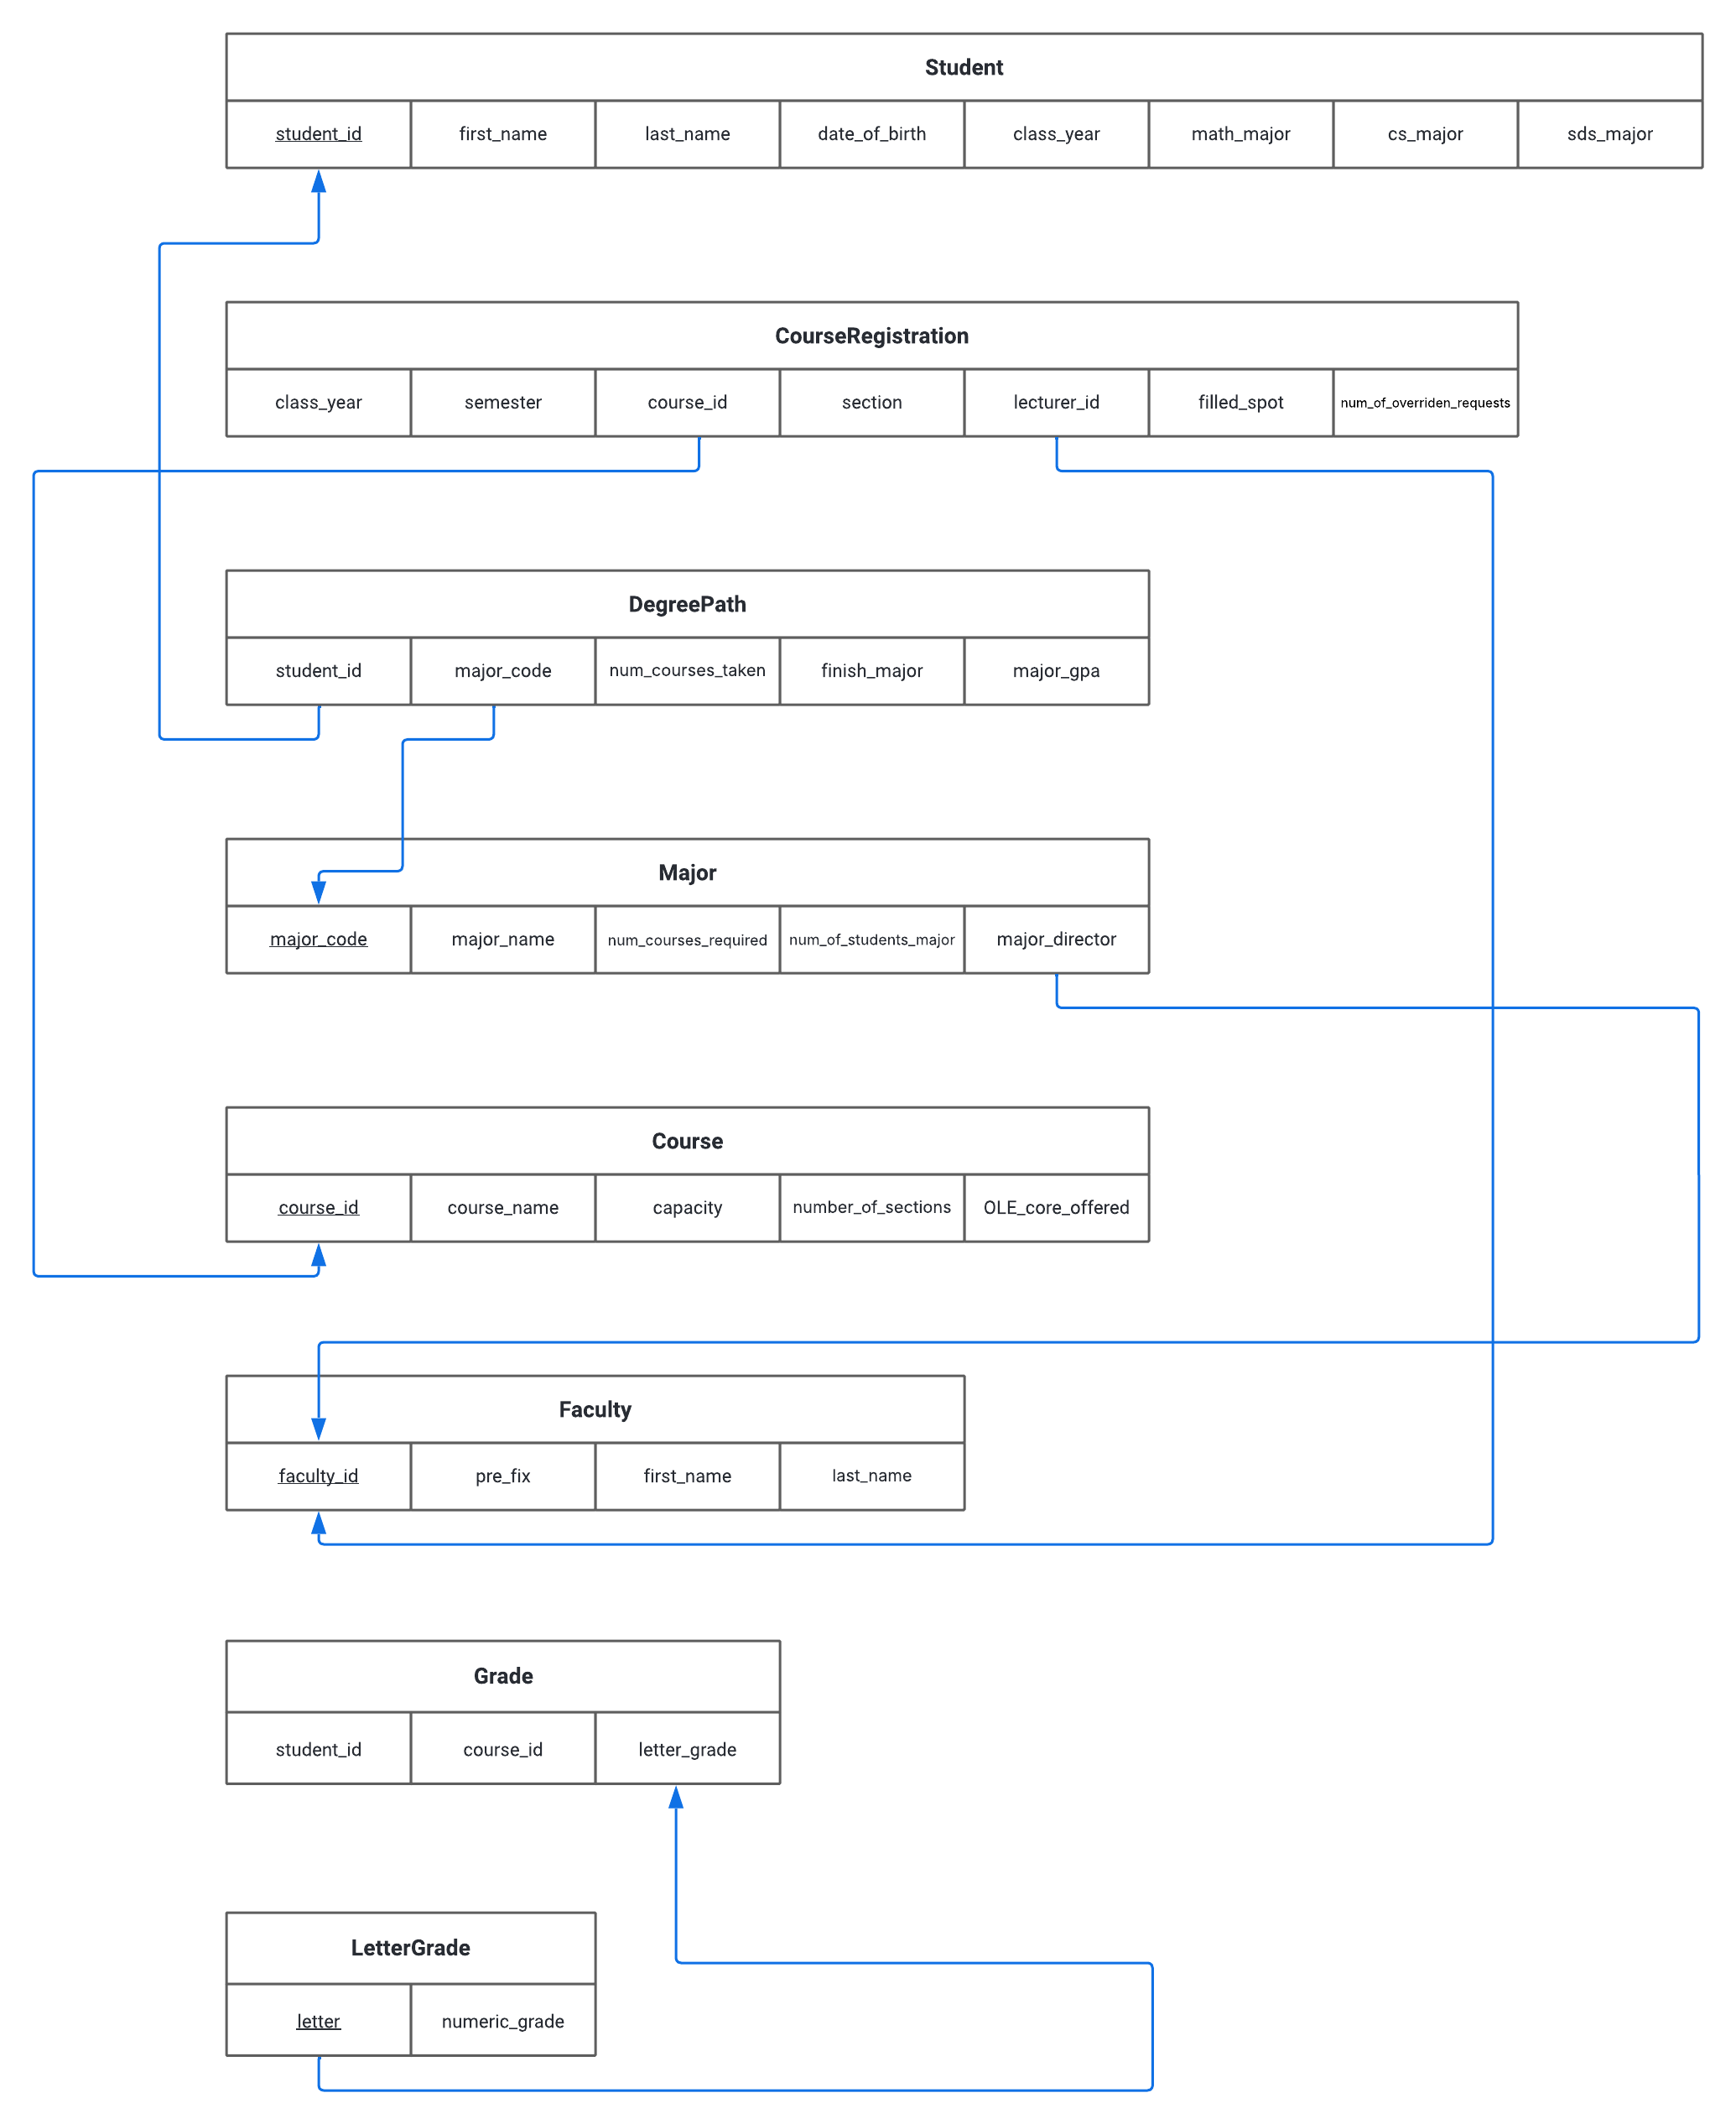 Student
student_id first_name last_name date_of_birth class_year math_major cs_major sds_major
CourseRegistration
class_year semester course_id section lecturer_id filled_spot num_of_overriden_requests
DegreePath
student_id major_code num_courses_taken finish_major major_gpa
Major
major_code major_name num_courses_required num_of_students_major major_director
Course
course_id course_name capacity number_of_sections OLE_core_offered
Faculty
faculty_id pre_fix first_name last_name
Grade
student_id course_id letter_grade
LetterGrade
letter numeric_grade